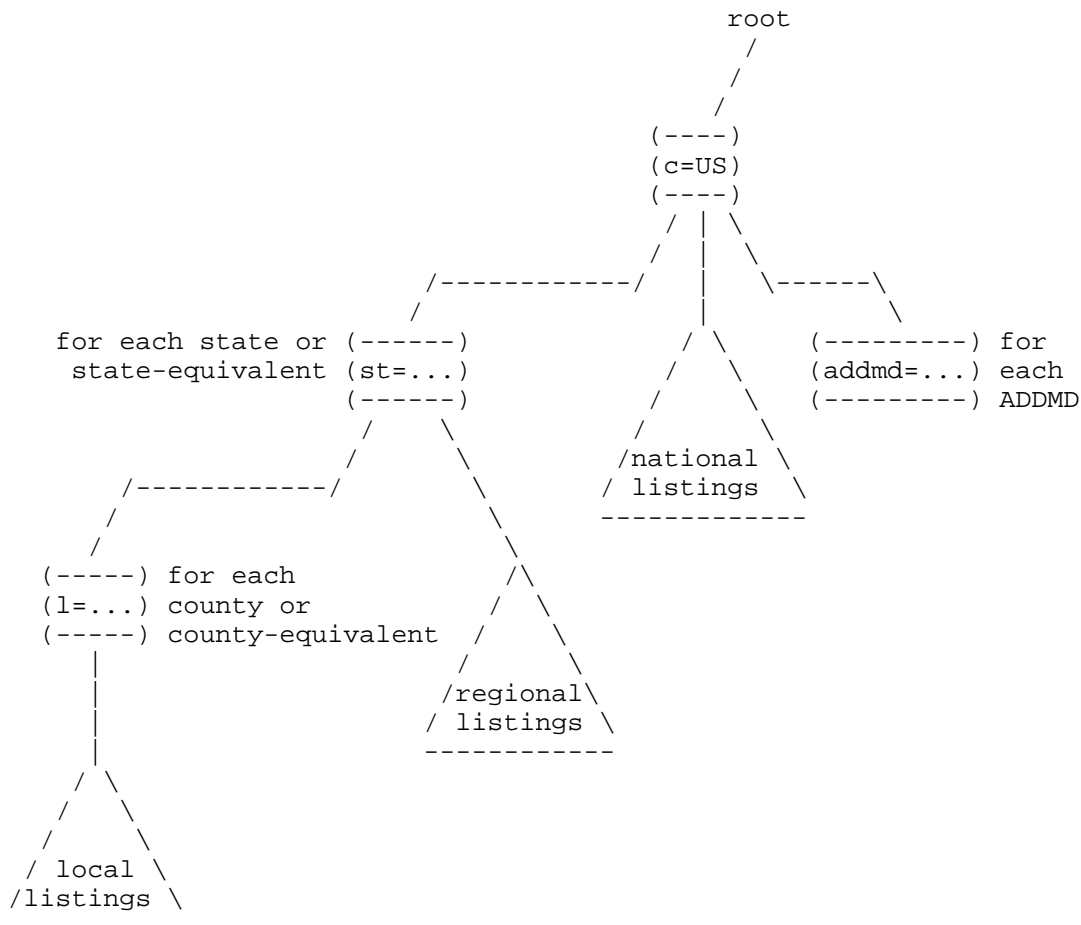 root
(----)
(c=US)
(----)
for each state or (------)
state-equivalent (st=...)
(------)
(---------) for
(addmd=...) each
(---------) ADDMD
national
listings
(-----) for each
(l=...) county or
(-----) county-equivalent
regional
listings
local
listings